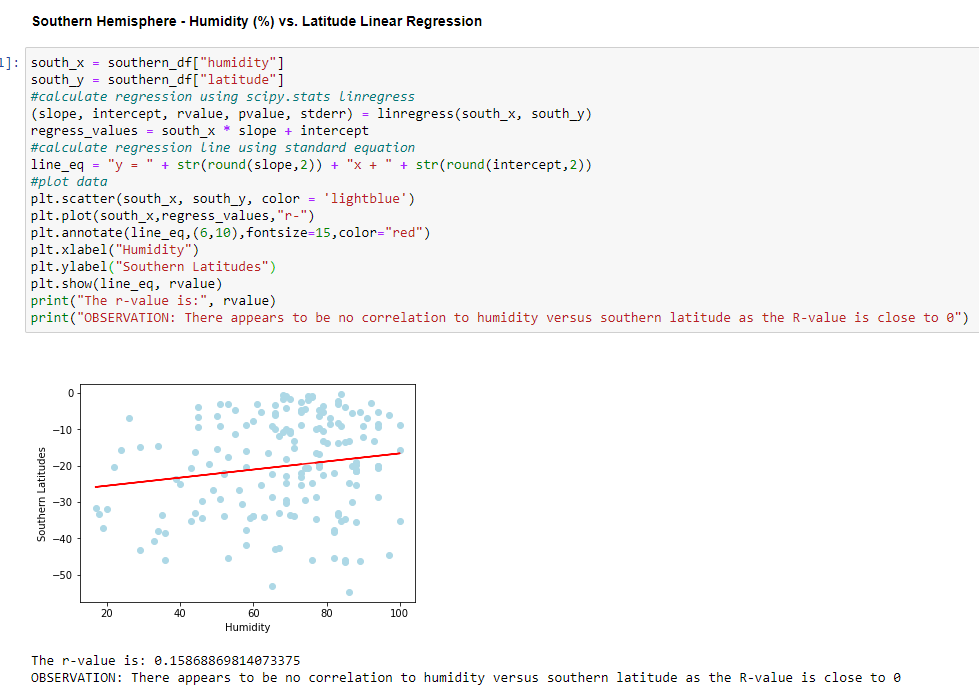 Southern Hemisphere - Humidity (%) vs. Latitude Linear Regression
]: south_x = southern_df["humidity"]
south_y = southern_df["latitude"]
#calculate regression using scipy.stats linregress
(slope, intercept, rvalue, pvalue, stderr) = linregress(south_x, south_y)
regress_values = south_x * slope + intercept
#calculate regression line using standard equation
line_eq = "y = " + str(round(slope,2)) + "x + " + str(round(intercept,2))
#plot data
plt.scatter(south_x, south_y, color = 'lightblue')
plt.plot(south_x,regress_values,"r-")
plt.annotate(line_eq,(6,10),fontsize=15,color="red")
plt.xlabel("Humidity")
plt.ylabel("Southern Latitudes")
plt.show(line_eq, rvalue)
print("The r-value is:", rvalue)
print("OBSERVATION: There appears to be no correlation to humidity versus southern latitude as the R-value is close to 0")
0
−10
−20
−30
−40
−50
Southern Latitudes
20 40 60 80 100
Humidity
The r-value is: 0.15868869814073375
OBSERVATION: There appears to be no correlation to humidity versus southern latitude as the R-value is close to 0